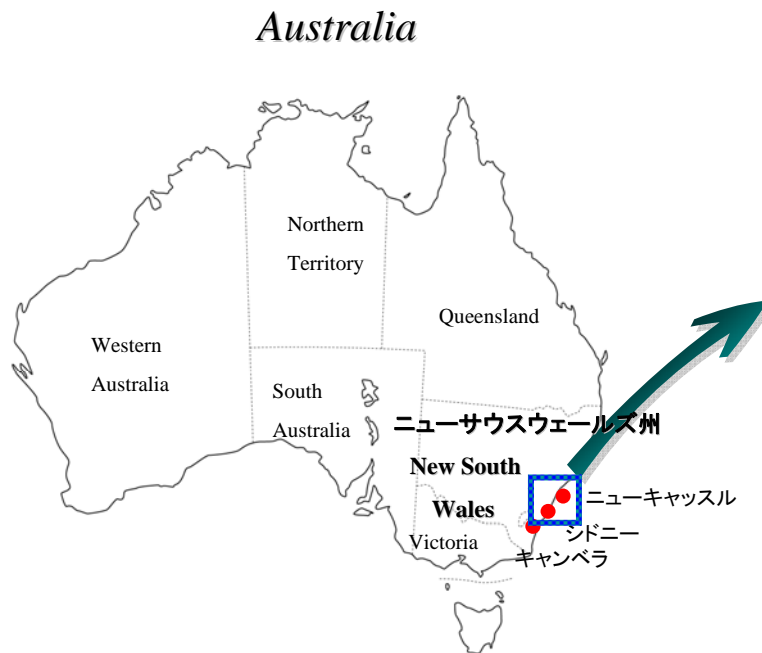 Australia
Northern
Territory
Queensland
Western
Australia
South
Australia
ニューサウスウェールズ州
New South
Wales
ニューキャッスル
シドニー
キャンベラ
Victoria